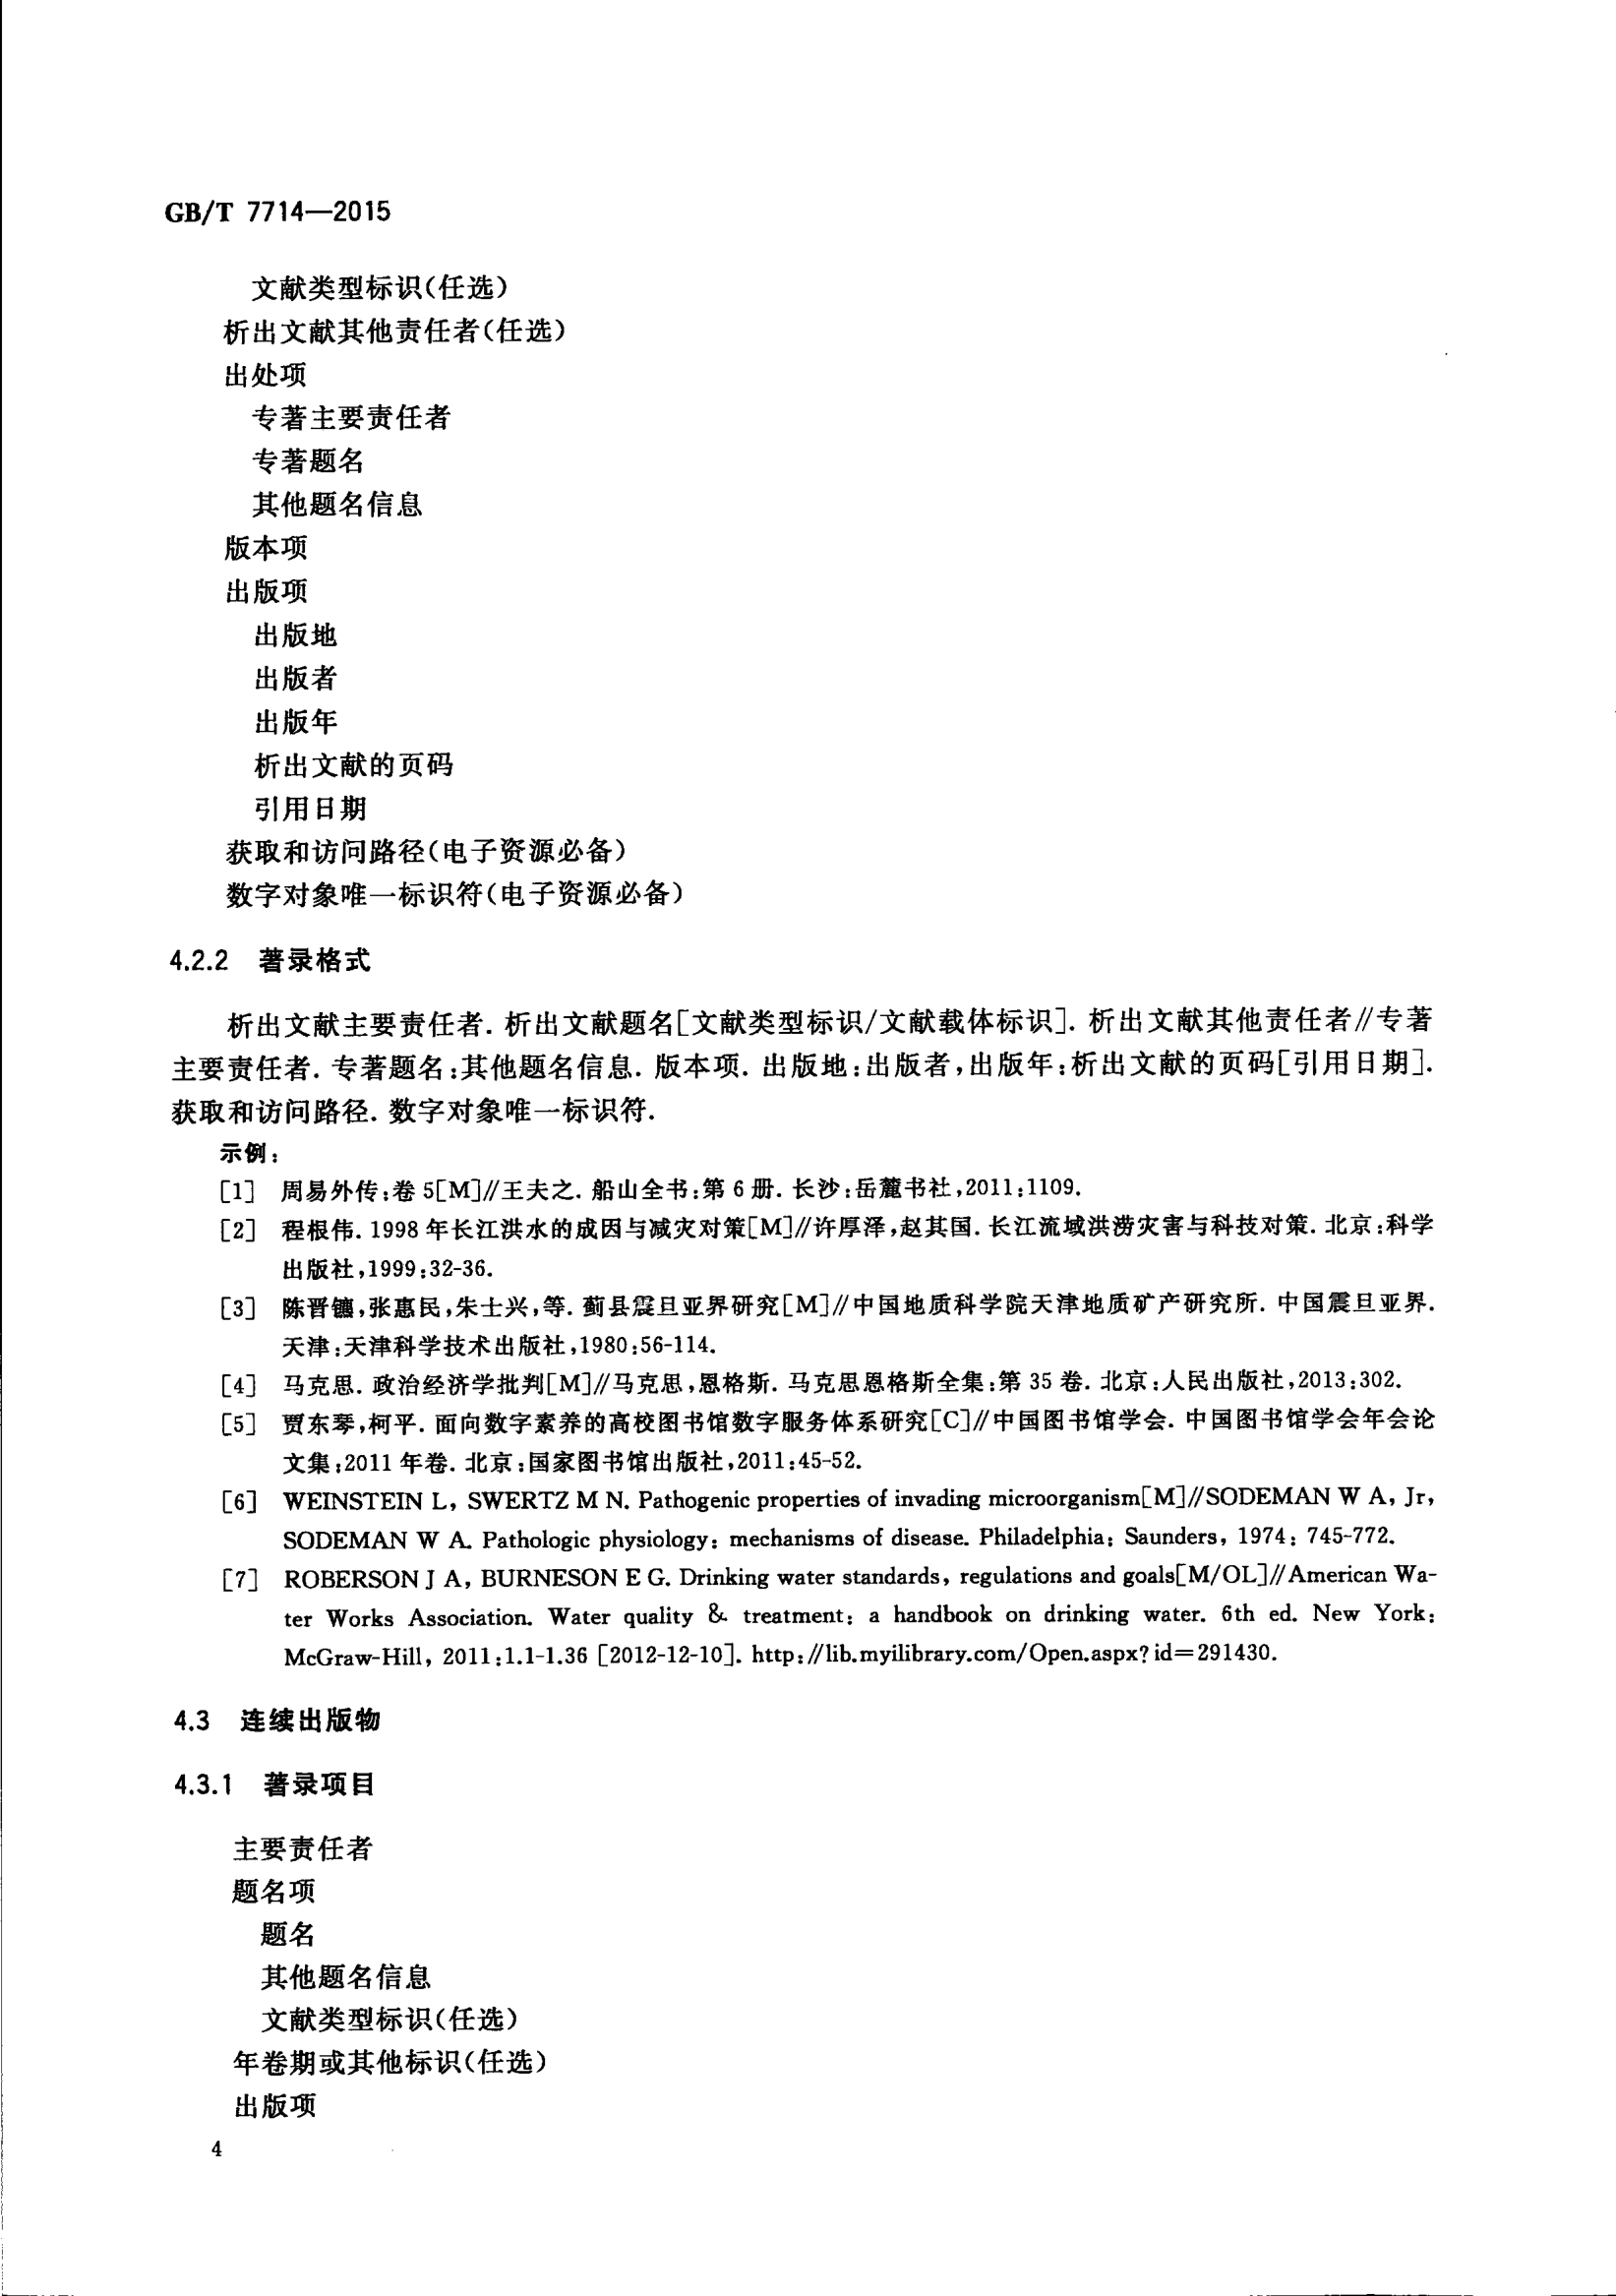 GB/T 7714—2015
文献类型标识(任选)
析出文献其他责任者(任选)
出处项
专著主要责任者
专著题名
其他题名信息
版本项
出版项
出版地
出版者
出版年
析出文献的页码
引用日期
获取和访问路径(电子资源必备)
数字对象唯一标识符(电子资源必备)
4.2.2 著录格式
析出文献主要责任者. 析出文献题名[文献类型标识/文献载体标识]. 析出文献其他责任者//专著
主要责任者. 专著题名:其他题名信息. 版本项. 出版地:出版者,出版年:析出文献的页码[引用日期].
获取和访问路径. 数字对象唯一标识符.
示例:
[1] 周易外传:卷 5[M]//王夫之. 船山全书:第 6 册. 长沙:岳麓书社,2011:1109.
[2] 程根伟. 1998 年长江洪水的成因与减灾对策[M]//许厚泽,赵其国. 长江流域洪涝灾害与科技对策. 北京:科学
出版社,1999:32-36.
[3] 陈晋镳,张惠民,朱士兴,等. 蓟县震旦亚界研究[M]//中国地质科学院天津地质矿产研究所. 中国震旦亚界.
天津:天津科学技术出版社,1980:56-114.
[4] 马克思. 政治经济学批判[M]//马克思,恩格斯. 马克思恩格斯全集:第 35 卷. 北京:人民出版社,2013:302.
[5] 贾东琴,柯平. 面向数字素养的高校图书馆数字服务体系研究[C]//中国图书馆学会. 中国图书馆学会年会论
文集:2011 年卷. 北京:国家图书馆出版社,2011:45-52.
[6] WEINSTEIN L, SWERTZ M N. Pathogenic properties of invading microorganism[M]//SODEMAN W A, Jr,
SODEMAN W A. Pathologic physiology: mechanisms of disease. Philadelphia: Saunders, 1974: 745-772.
[7] ROBERSON J A, BURNESON E G. Drinking water standards, regulations and goals[M/OL]//American Wa-
ter Works Association. Water quality & treatment: a handbook on drinking water. 6th ed. New York:
McGraw-Hill, 2011:1.1-1.36 [2012-12-10]. http://lib.myilibrary.com/Open.aspx?id=291430.
4.3 连续出版物
4.3.1 著录项目
主要责任者
题名项
题名
其他题名信息
文献类型标识(任选)
年卷期或其他标识(任选)
出版项
4